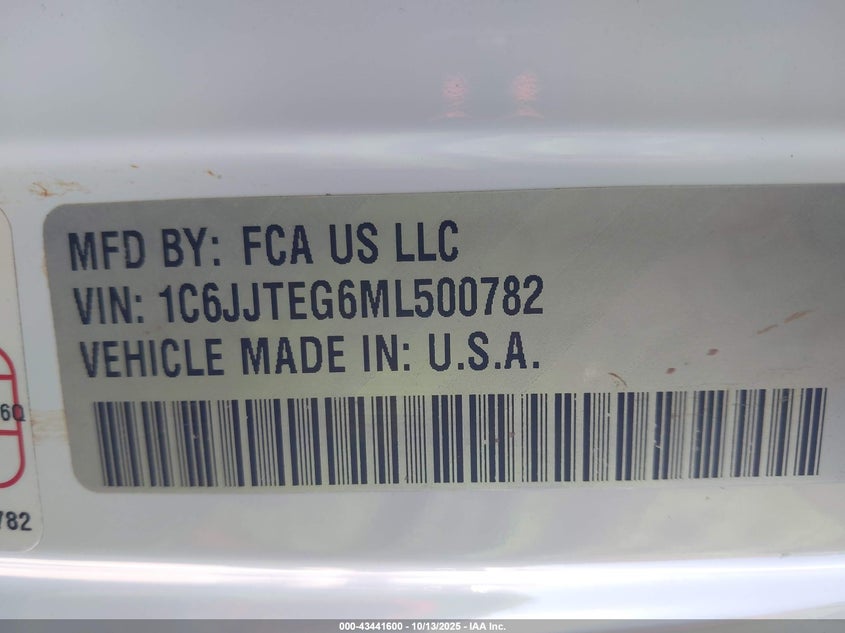 MFD BY: FCA US LLC
VIN: 1C6JJTEG6ML500782
VEHICLE MADE IN: U.S.A.
6Q
782
000-43441600 - 10/13/2025 - IAA Inc.